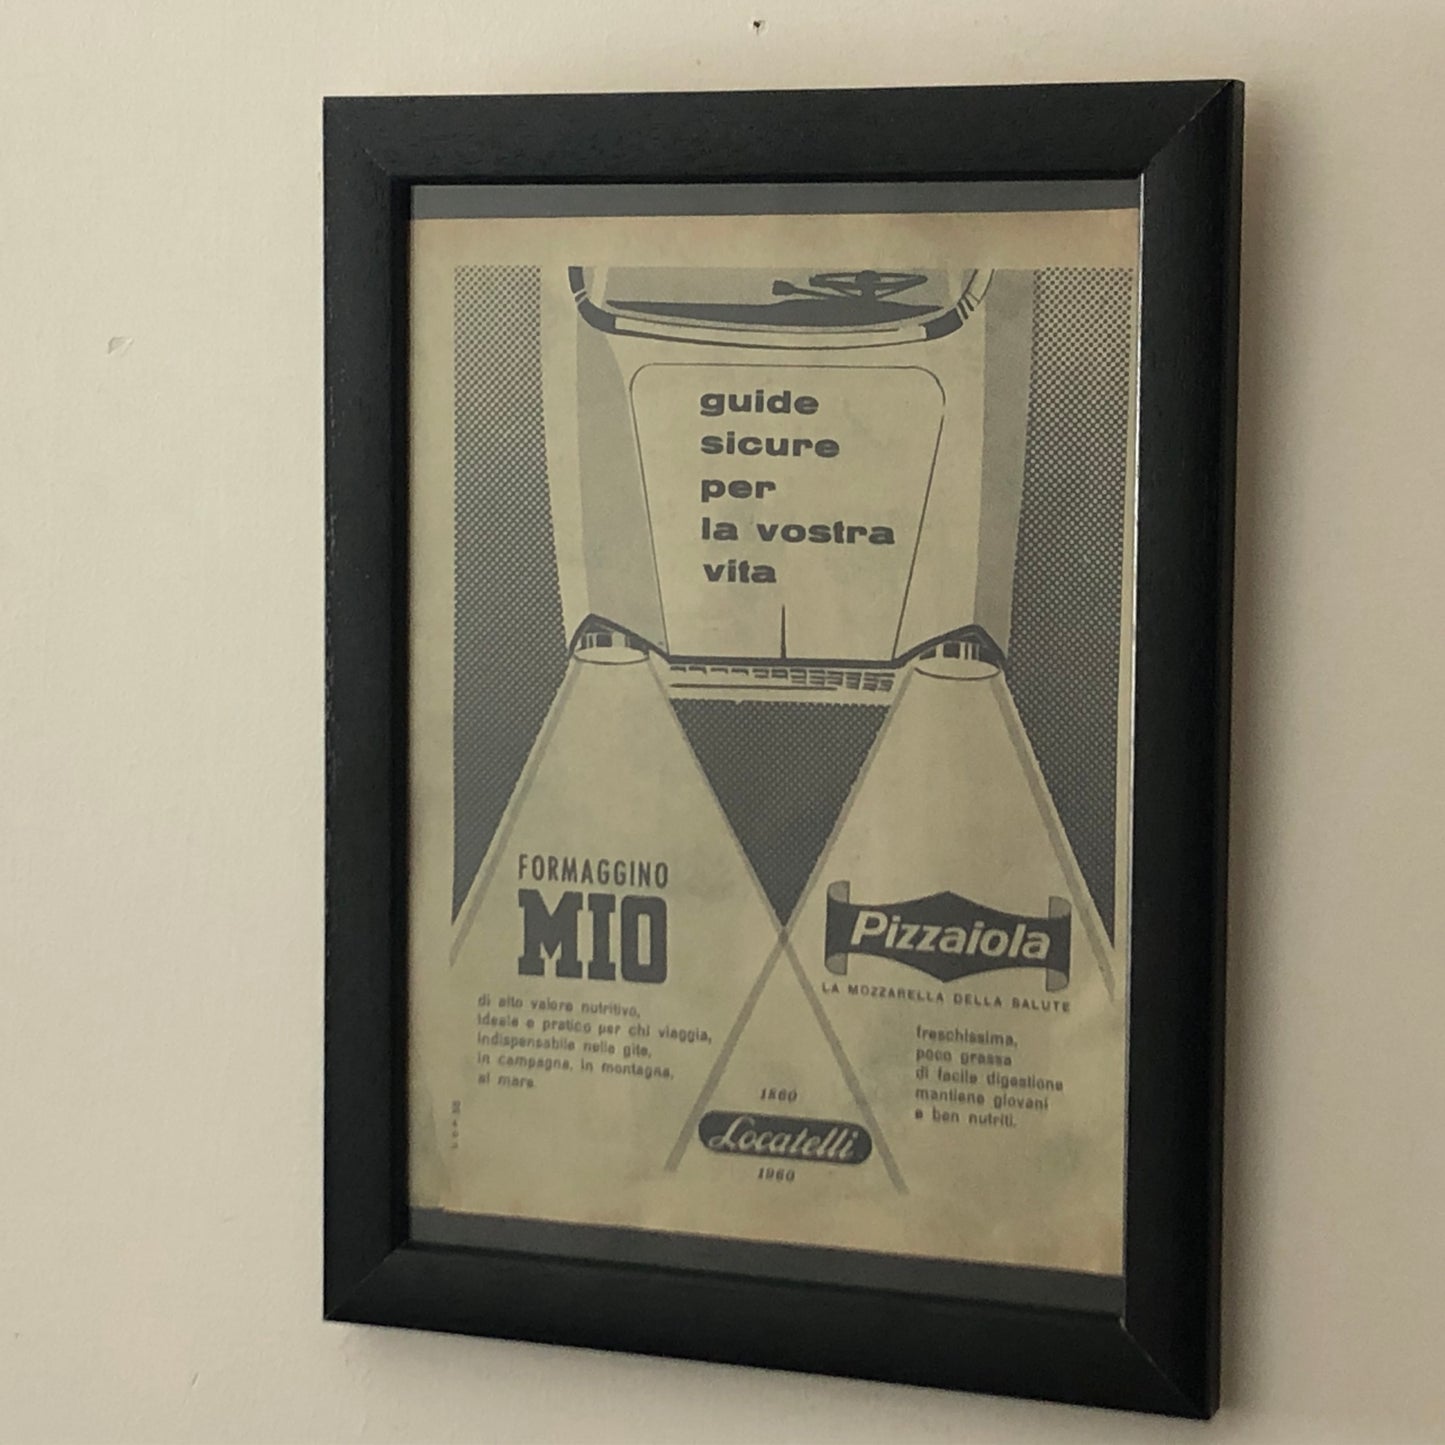 guide
sicure
per
la vostra
vita
FORMAGGINO
MIO
di alto valore nutritivo,
ideale e pratico per chi viaggia,
indispensabile nelle gite,
in campagna, in montagna,
al mare.
Pizzaiola
LA MOZZARELLA DELLA SALUTE
freschissima,
poco grassa
di facile digestione
mantiene giovani
e ben nutriti.
1860
Locatelli
1960